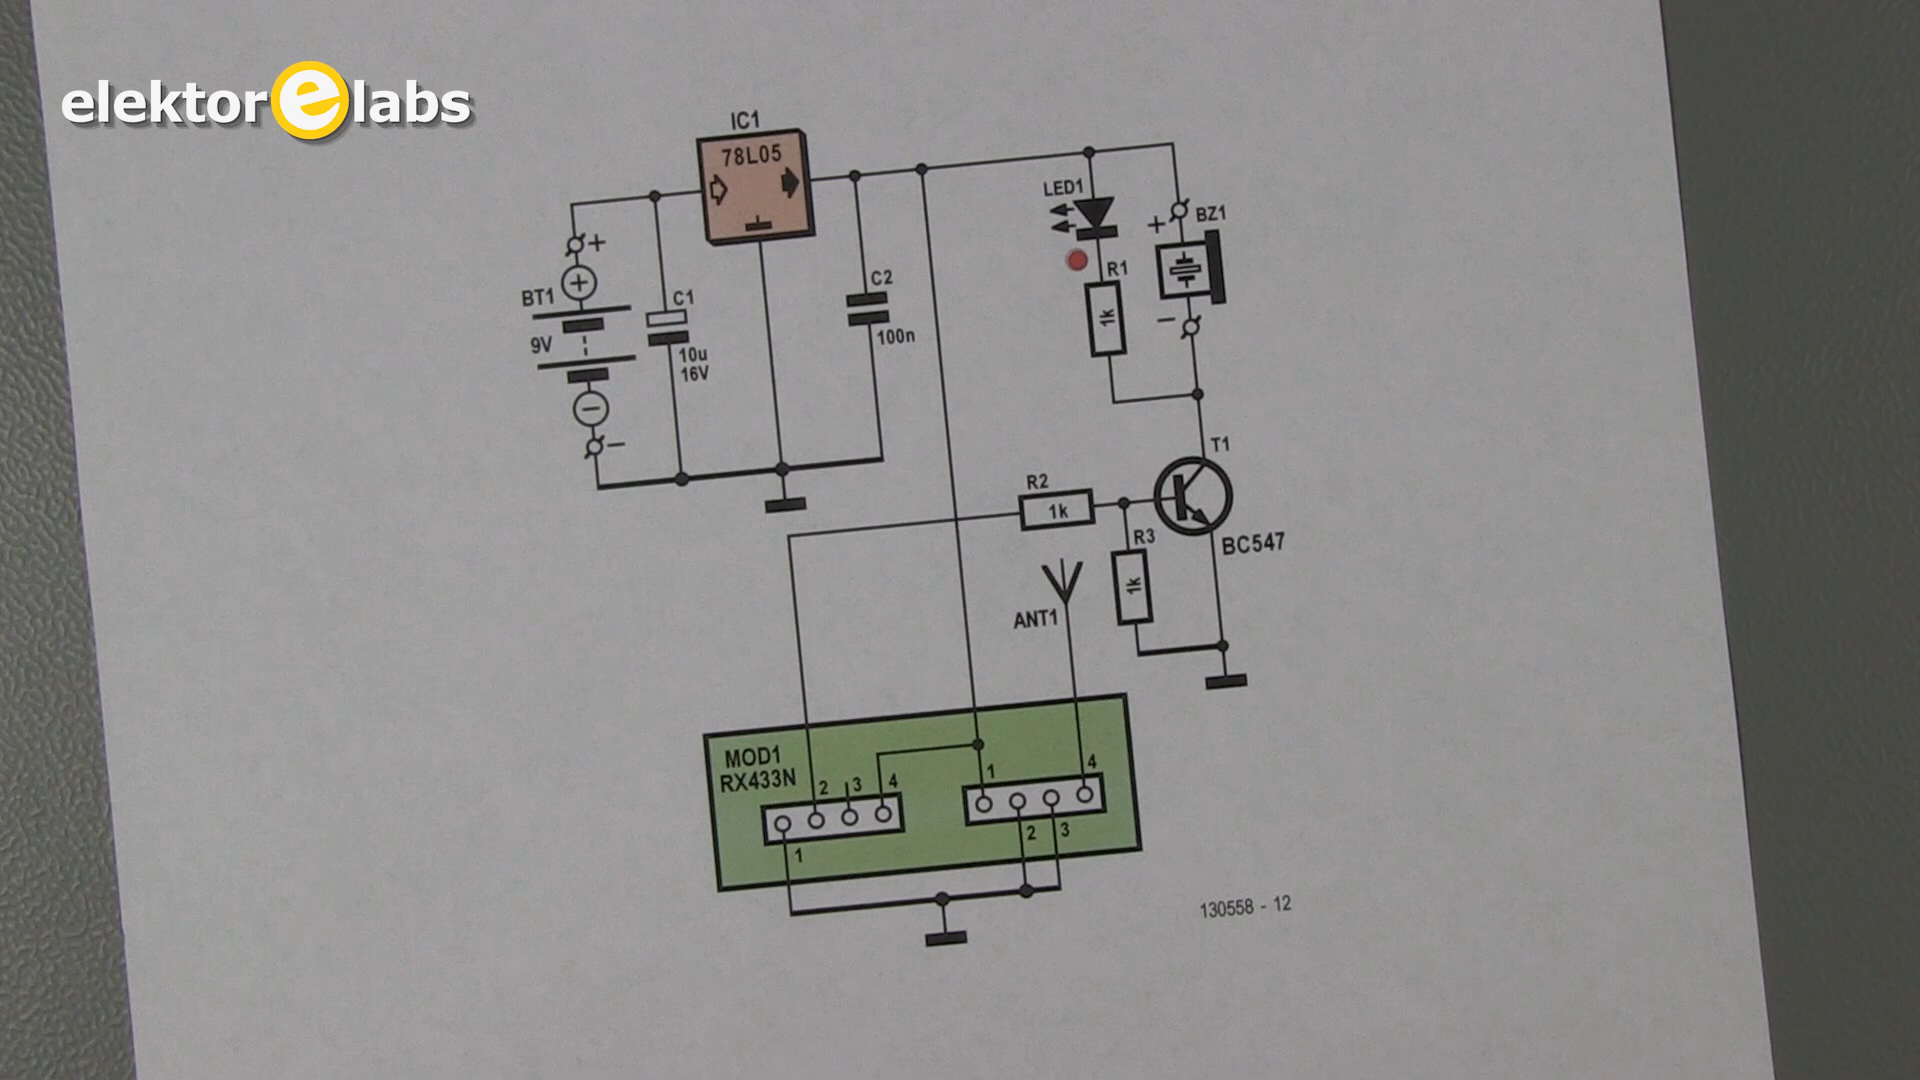 elektor e labs
IC1
78L05
LED1
+
BZ1
+
R1
BT1
+
C1
C2
1k
9V
10u
16V
100n
−
−
−
T1
R2
1k
R3
BC547
1k
ANT1
MOD1
RX433N
2
3
4
1
4
1
2
3
130558 - 12